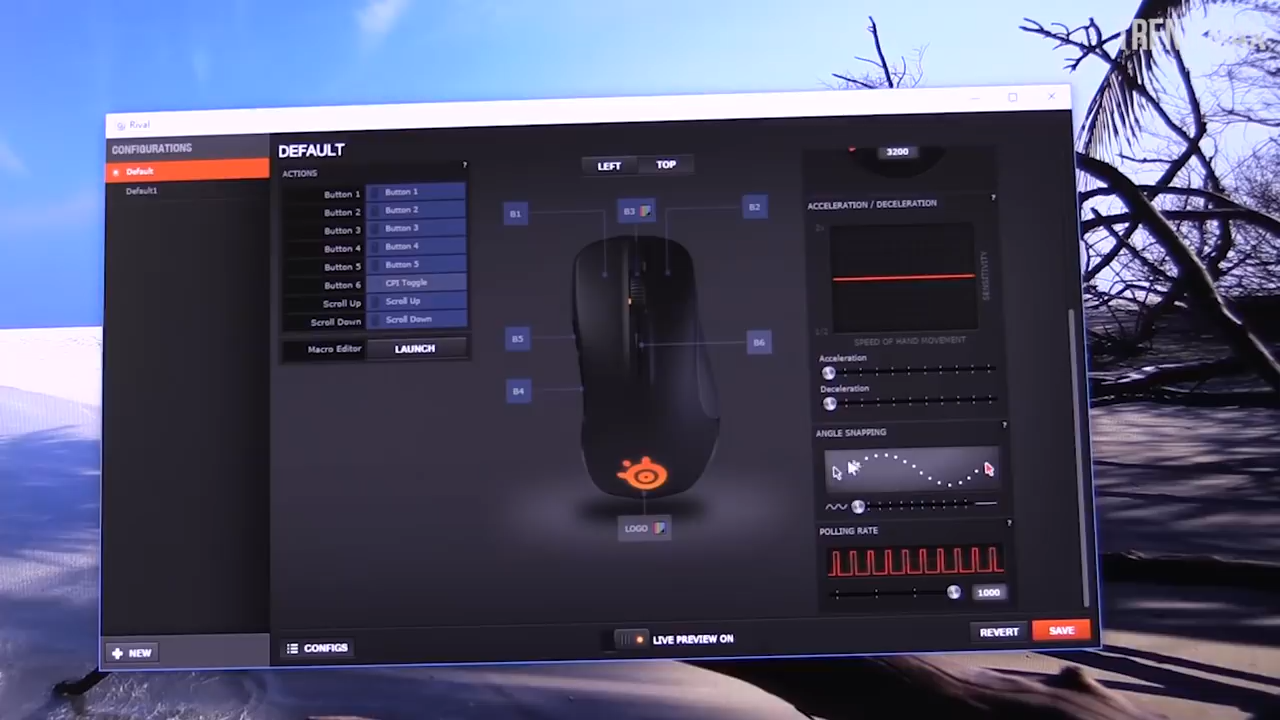 Rival
CONFIGURATIONS
Default
Default1
NEW
DEFAULT
ACTIONS
?
Button 1 Button 1
Button 2 Button 2
Button 3 Button 3
Button 4 Button 4
Button 5 Button 5
Button 6 CPI Toggle
Scroll Up Scroll Up
Scroll Down Scroll Down
Macro Editor LAUNCH
CONFIGS
LEFT TOP
B1 B3 B2
B5 B6
B4
LOGO
LIVE PREVIEW ON
3200
ACCELERATION / DECELERATION ?
2x
SENSITIVITY
1/2
SPEED OF HAND MOVEMENT
Acceleration
Deceleration
ANGLE SNAPPING ?
POLLING RATE ?
1000
REVERT SAVE